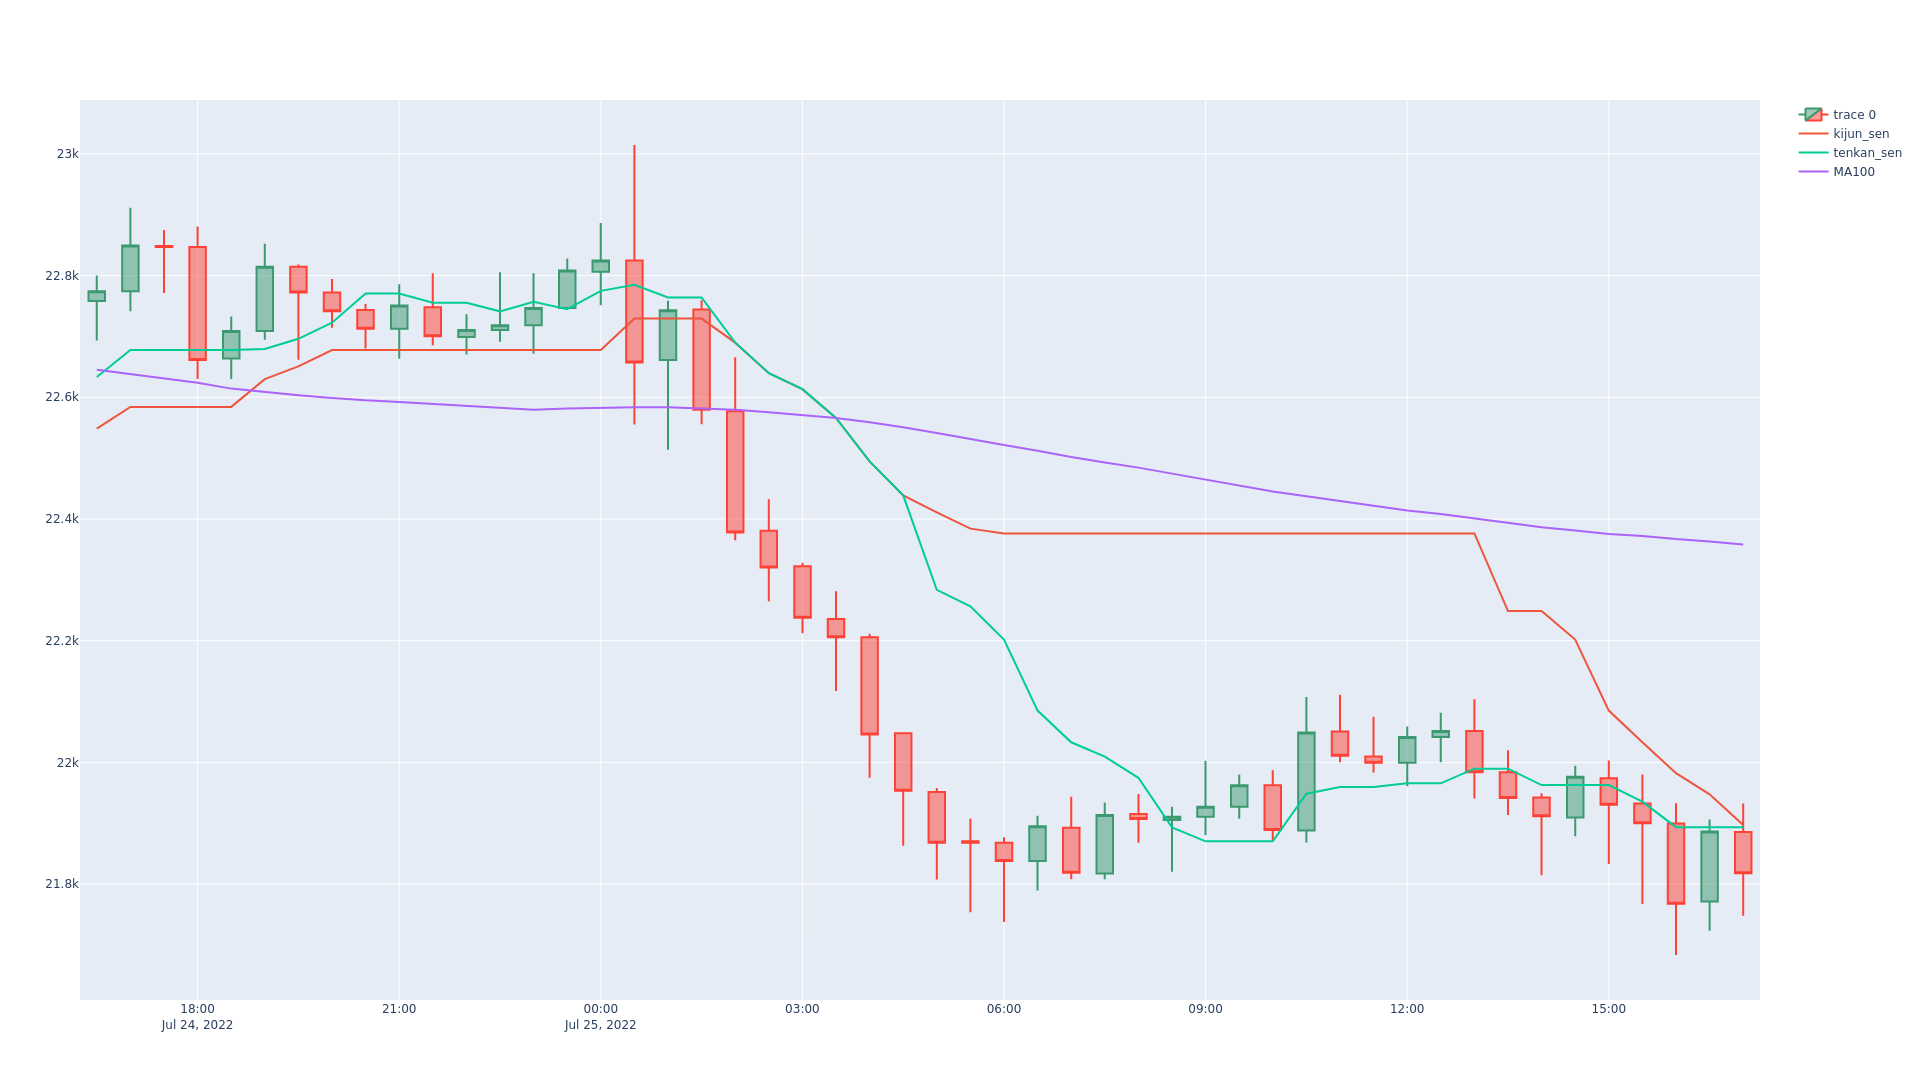 trace 0
kijun_sen
tenkan_sen
MA100
23k
22.8k
22.6k
22.4k
22.2k
22k
21.8k
18:00 21:00 00:00 03:00 06:00 09:00 12:00 15:00
Jul 24, 2022 Jul 25, 2022